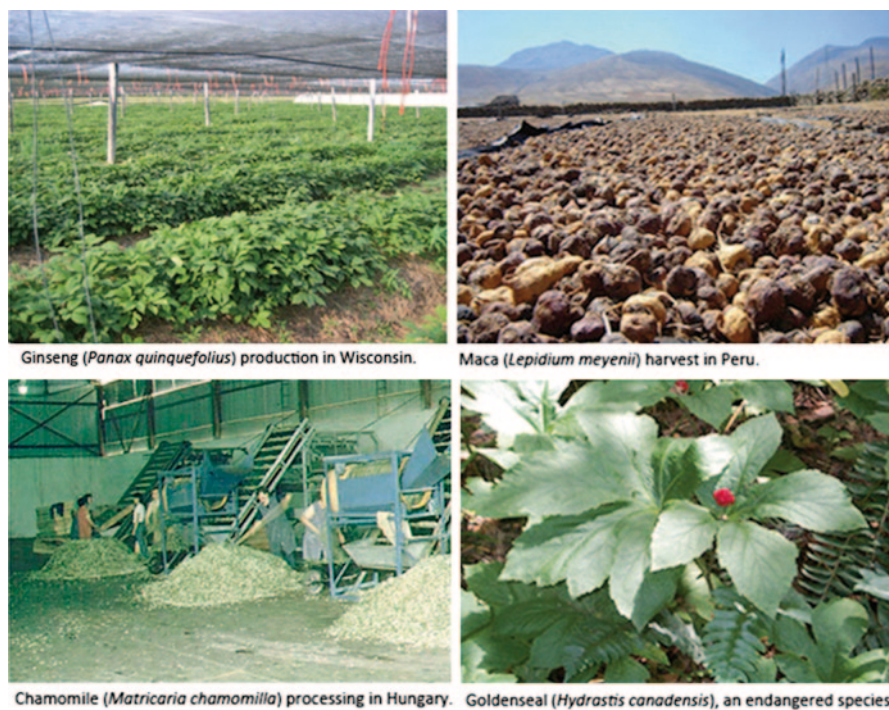 Ginseng (Panax quinquefolius) production in Wisconsin.
Maca (Lepidium meyenii) harvest in Peru.
Chamomile (Matricaria chamomilla) processing in Hungary.
Goldenseal (Hydrastis canadensis), an endangered species